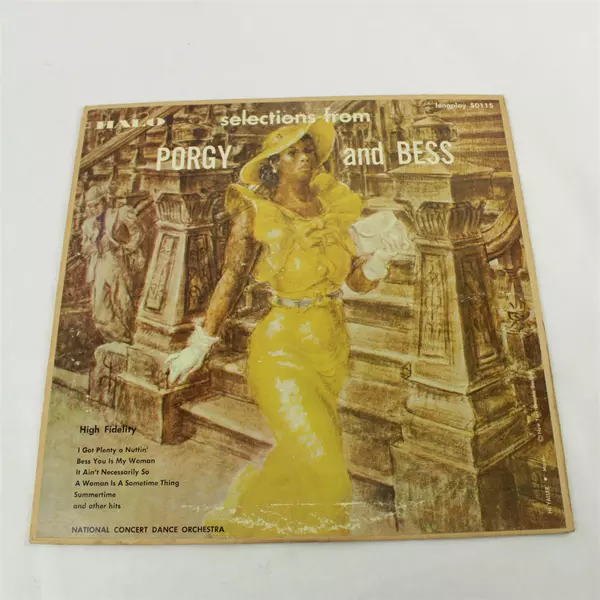 HALO
longplay 50115
selections from
PORGY and BESS
High Fidelity
I Got Plenty a Nuttin'
Bess You Is My Woman
It Ain't Necessarily So
A Woman Is A Sometime Thing
Summertime
and other hits
NATIONAL CONCERT DANCE ORCHESTRA